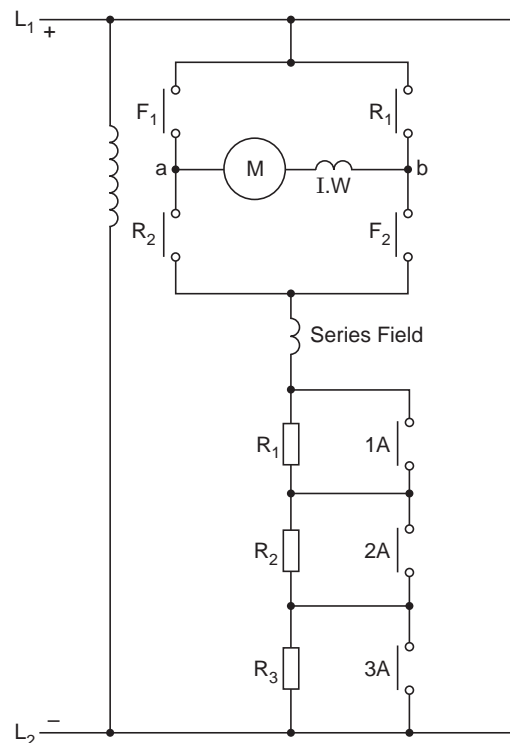 L1 +
F1
R1
a
M
I.W
b
R2
F2
Series Field
R1
1A
R2
2A
R3
3A
L2 −